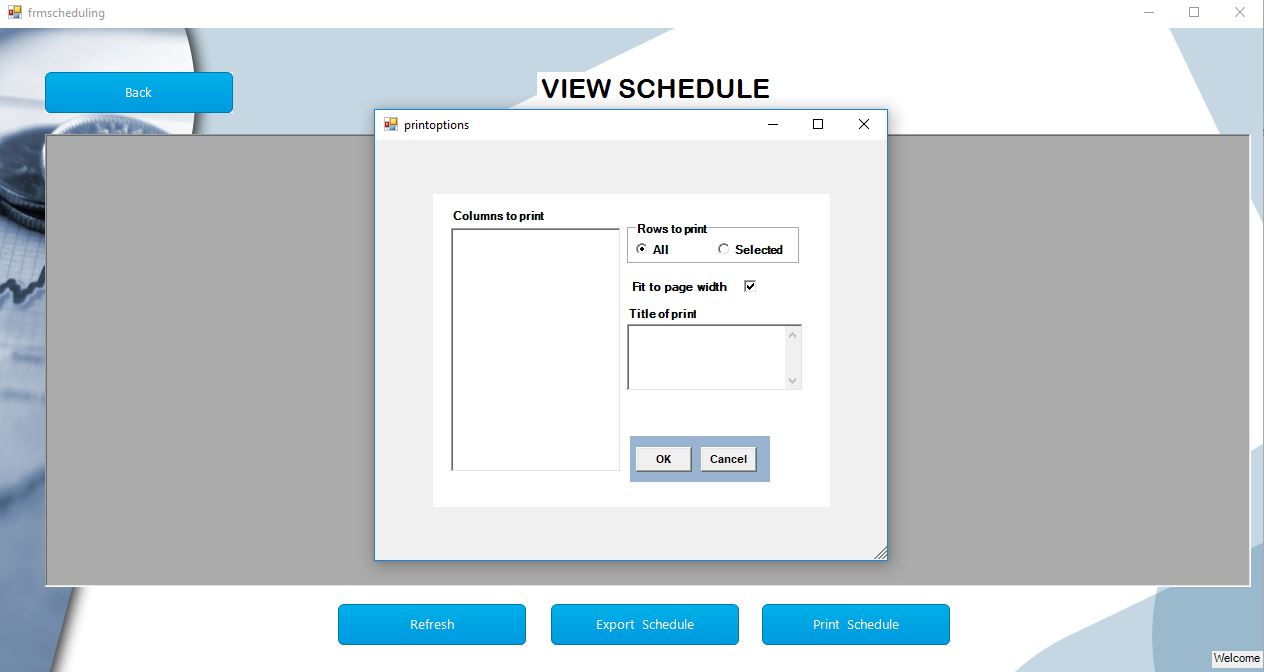 frmscheduling
Back
VIEW SCHEDULE
printoptions
Columns to print
Rows to print
All
Selected
Fit to page width
Title of print
OK
Cancel
Refresh
Export Schedule
Print Schedule
Welcome